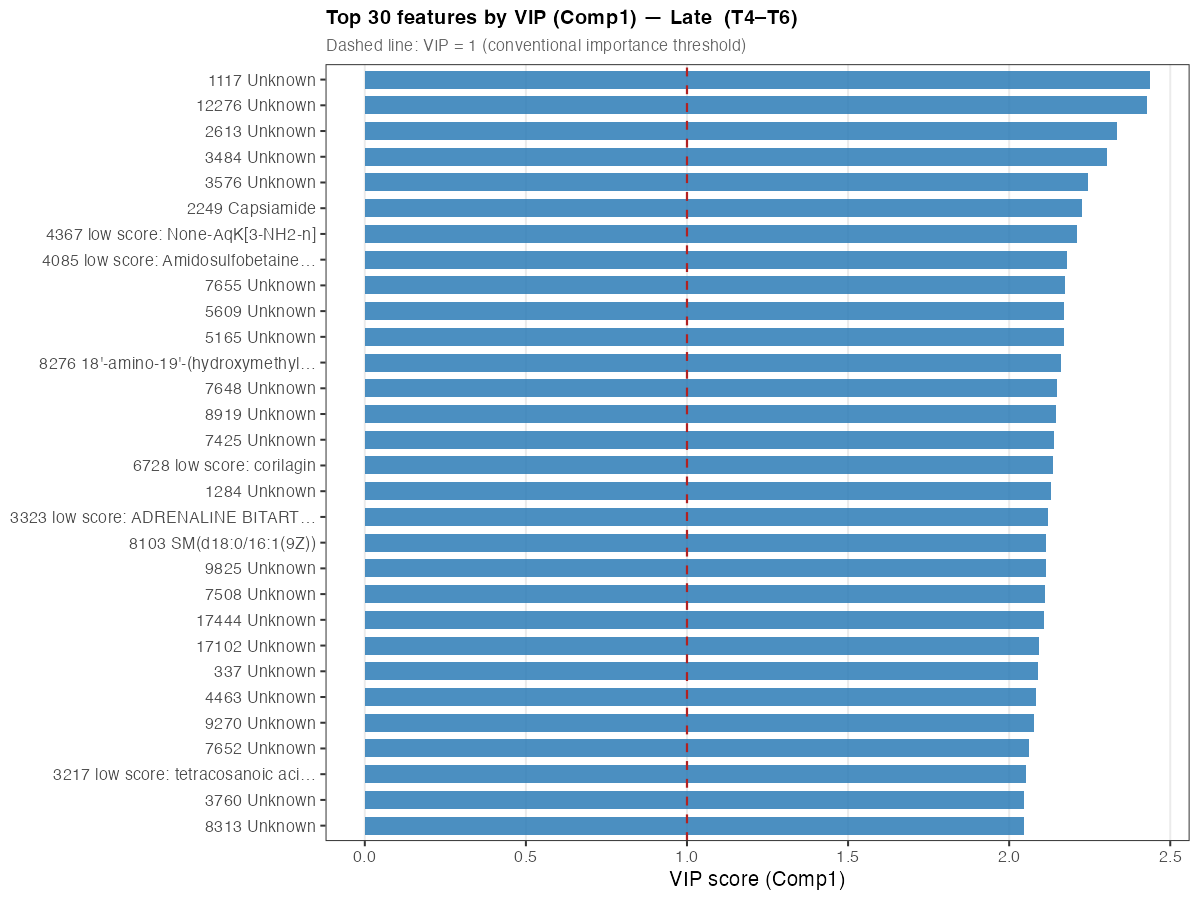 Top 30 features by VIP (Comp1) — Late  (T4–T6)
Dashed line: VIP = 1 (conventional importance threshold)
1117 Unknown
12276 Unknown
2613 Unknown
3484 Unknown
3576 Unknown
2249 Capsiamide
4367 low score: None-AqK[3-NH2-n]
4085 low score: Amidosulfobetaine…
7655 Unknown
5609 Unknown
5165 Unknown
8276 18'-amino-19'-(hydroxymethyl…
7648 Unknown
8919 Unknown
7425 Unknown
6728 low score: corilagin
1284 Unknown
3323 low score: ADRENALINE BITART…
8103 SM(d18:0/16:1(9Z))
9825 Unknown
7508 Unknown
17444 Unknown
17102 Unknown
337 Unknown
4463 Unknown
9270 Unknown
7652 Unknown
3217 low score: tetracosanoic aci…
3760 Unknown
8313 Unknown
0.0 0.5 1.0 1.5 2.0 2.5
VIP score (Comp1)